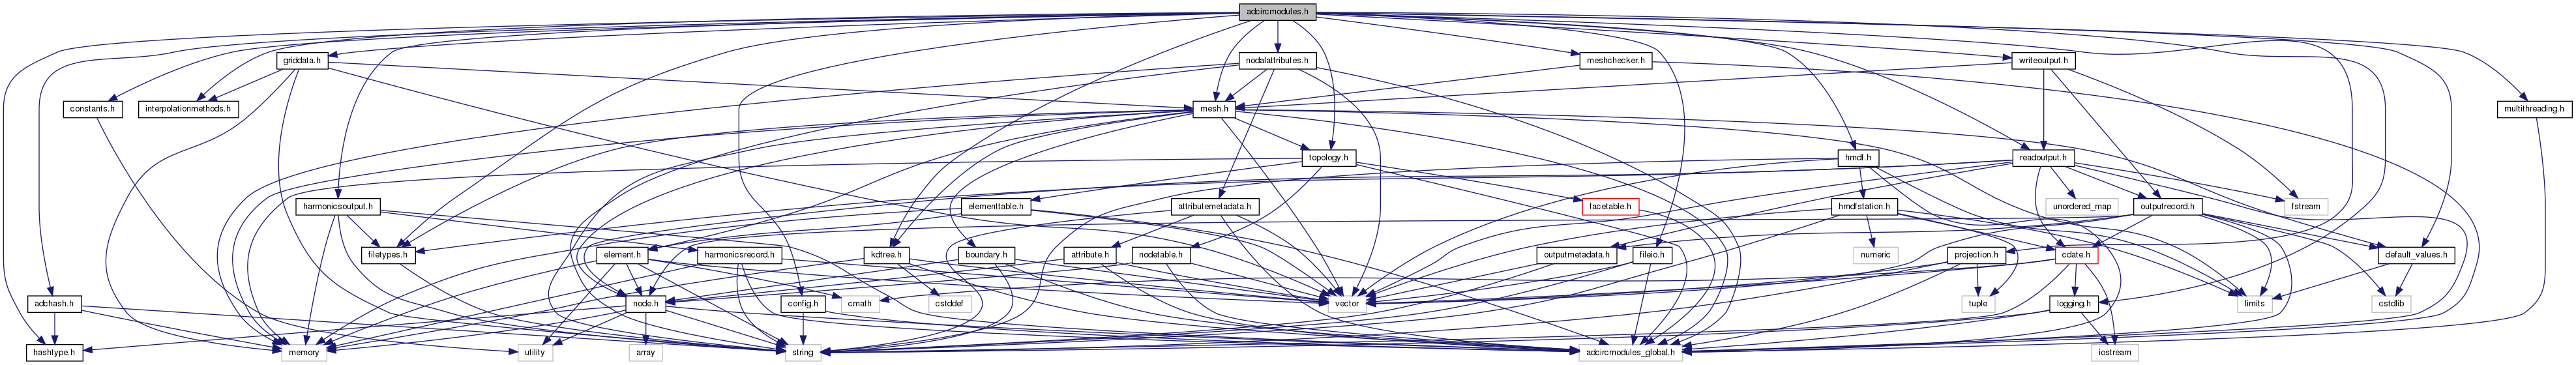 adcircmodules.h
griddata.h
nodalattributes.h
meshchecker.h
writeoutput.h
constants.h
interpolationmethods.h
mesh.h
multithreading.h
topology.h
hmdf.h
readoutput.h
harmonicsoutput.h
elementtable.h
attributemetadata.h
facetable.h
hmdfstation.h
unordered_map
outputrecord.h
fstream
filetypes.h
element.h
harmonicsrecord.h
kdtree.h
boundary.h
attribute.h
nodetable.h
outputmetadata.h
fileio.h
numeric
projection.h
cdate.h
default_values.h
adchash.h
node.h
config.h
cmath
cstddef
vector
tuple
logging.h
limits
cstdlib
hashtype.h
memory
utility
array
string
adcircmodules_global.h
iostream